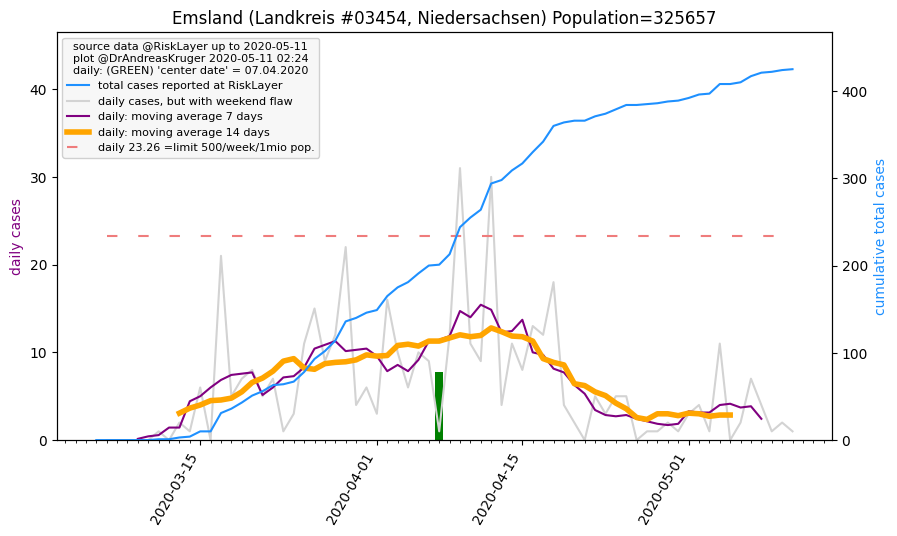 Emsland (Landkreis #03454, Niedersachsen) Population=325657
source data @RiskLayer up to 2020-05-11
plot @DrAndreasKruger 2020-05-11 02:24
daily: (GREEN) 'center date' = 07.04.2020
total cases reported at RiskLayer
daily cases, but with weekend flaw
daily: moving average 7 days
daily: moving average 14 days
daily 23.26 =limit 500/week/1mio pop.
daily cases
0
10
20
30
40
cumulative total cases
0
100
200
300
400
2020-03-15
2020-04-01
2020-04-15
2020-05-01